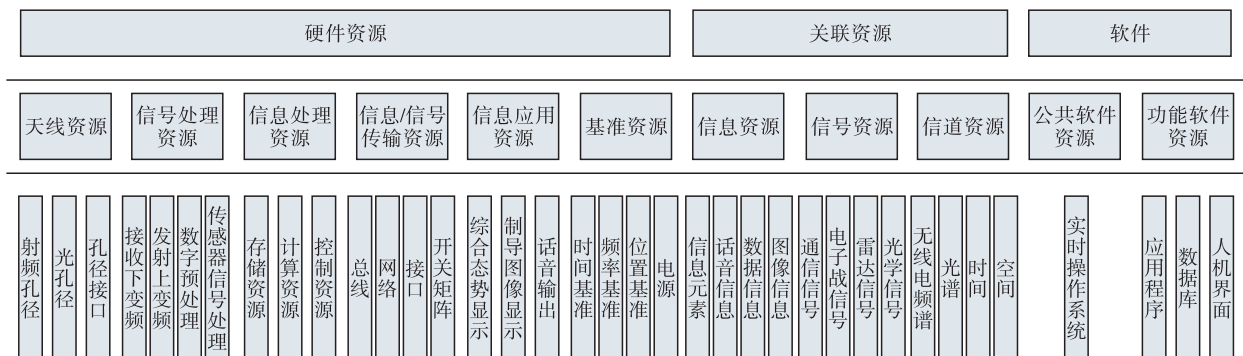 硬件资源
关联资源
软件
天线资源
信号处理
资源
信息处理
资源
信息/信号
传输资源
信息应用
资源
基准资源
信息资源
信号资源
信道资源
公共软件
资源
功能软件
资源
射频孔径
光孔径
孔径接口
接收下变频
发射上变频
数字预处理
传感器信号处理
存储资源
计算资源
控制资源
总线
网络
接口
开关矩阵
综合态势显示
制导图像显示
话音输出
时间基准
频率基准
位置基准
电源
信息元素
话音信息
数据信息
图像信息
通信信号
电子战信号
雷达信号
光学信号
无线电频谱
光谱
时间
空间
实时操作系统
应用程序
数据库
人机界面